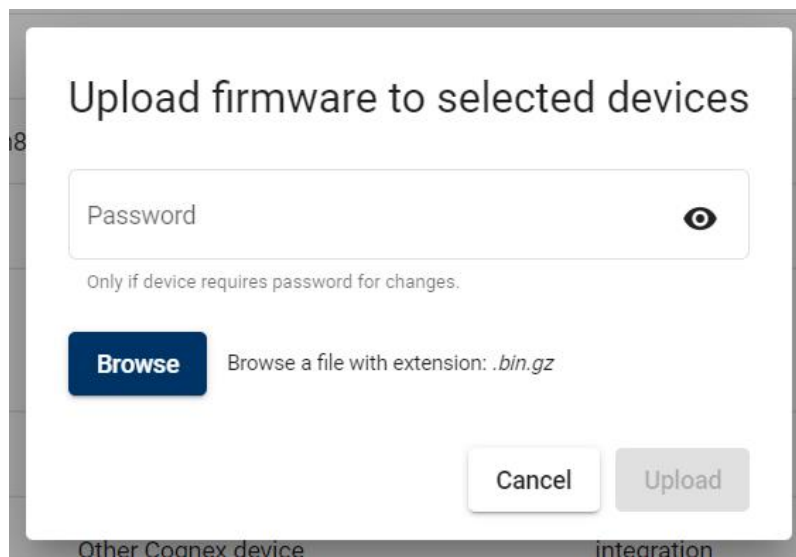 Upload firmware to selected devices
18
Password
Only if device requires password for changes.
Browse Browse a file with extension: .bin.gz
Cancel Upload
Other Cognex device integration